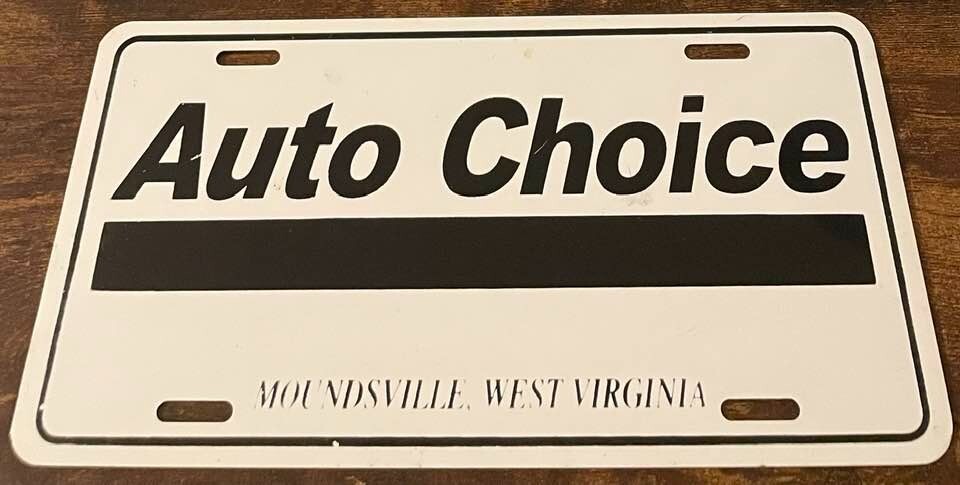 Auto Choice
MOUNDSVILLE, WEST VIRGINIA